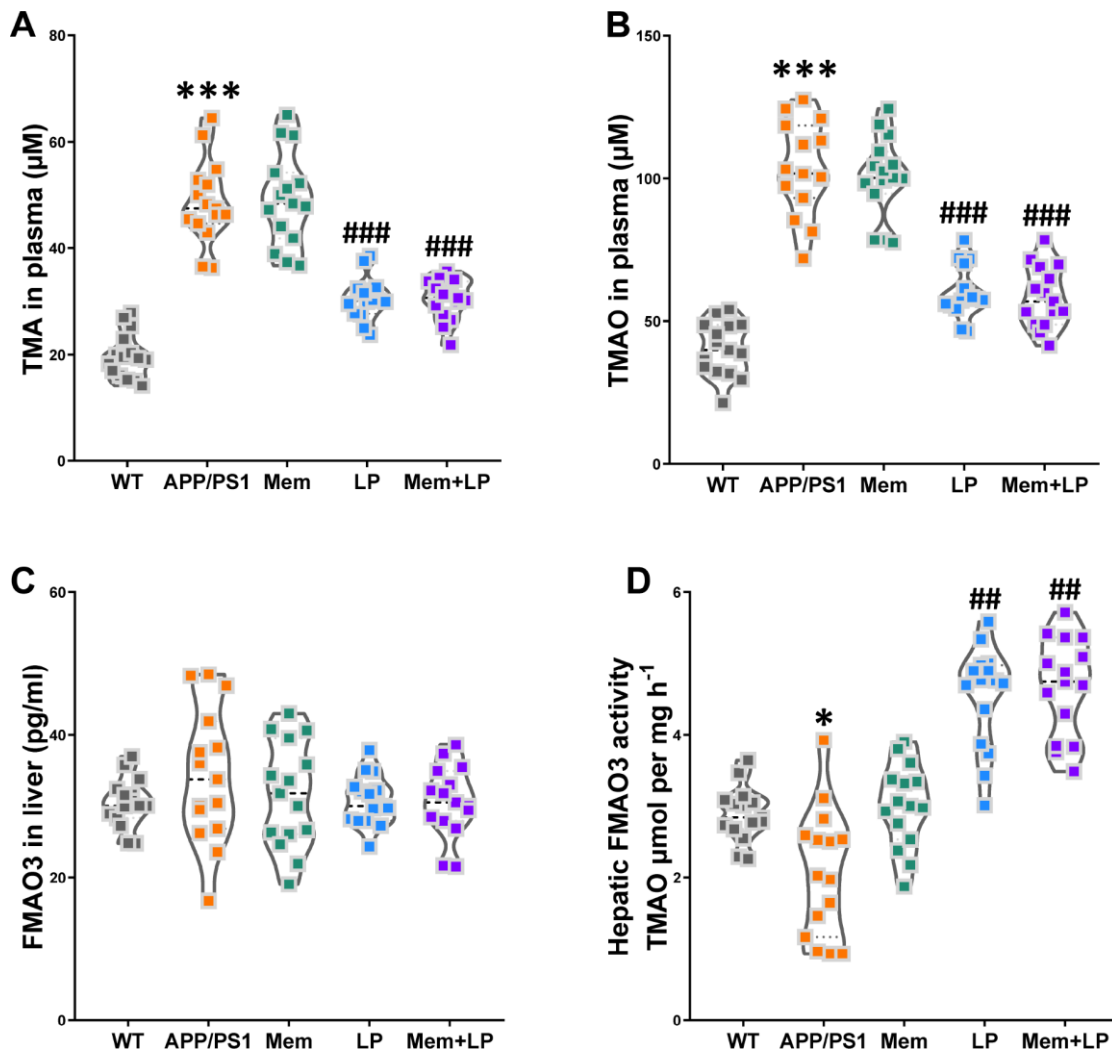 A
TMA in plasma (µM)
80
60
40
20
0
***
###
###
WT APP/PS1 Mem LP Mem+LP
B
TMAO in plasma (µM)
150
100
50
0
***
###
###
WT APP/PS1 Mem LP Mem+LP
C
FMAO3 in liver (pg/ml)
60
40
20
0
WT APP/PS1 Mem LP Mem+LP
D
Hepatic FMAO3 activity
TMAO µmol per mg h⁻¹
6
4
2
0
*
##
##
WT APP/PS1 Mem LP Mem+LP